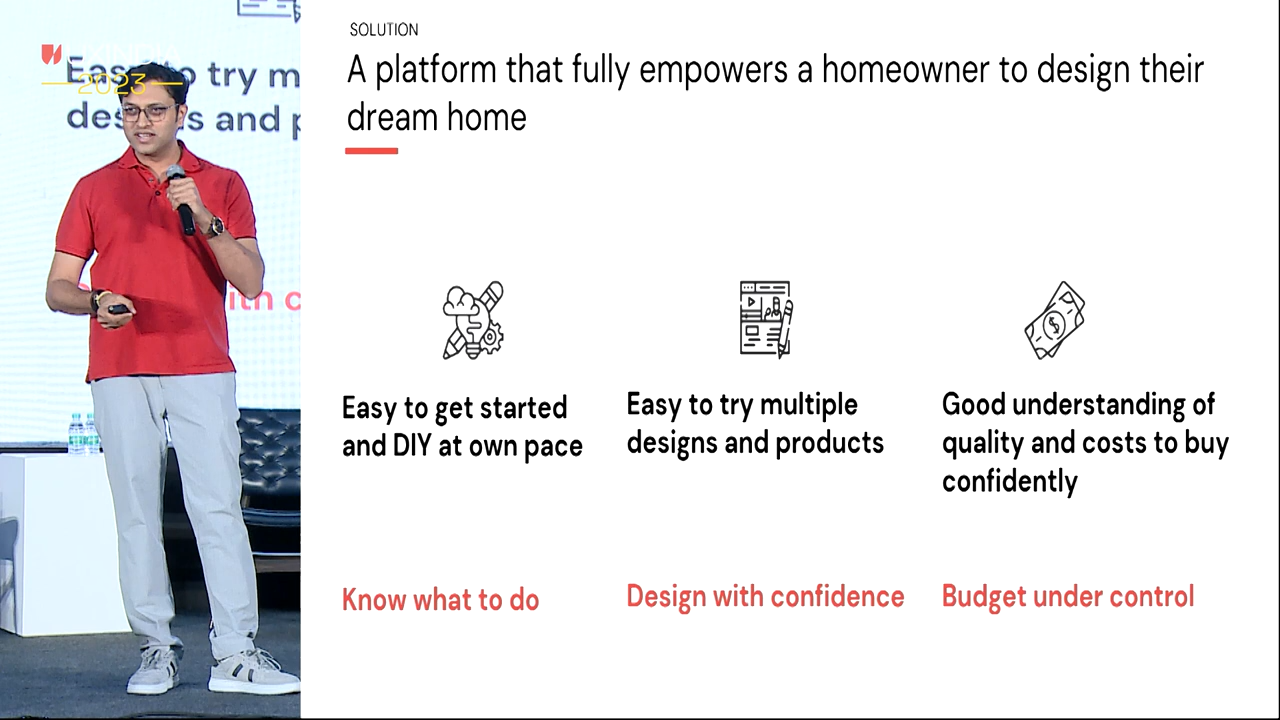 UXINDIA
2023
Easy to try m
designs and p
ith c
SOLUTION
A platform that fully empowers a homeowner to design their
dream home
Easy to get started
and DIY at own pace
Easy to try multiple
designs and products
Good understanding of
quality and costs to buy
confidently
Know what to do
Design with confidence
Budget under control